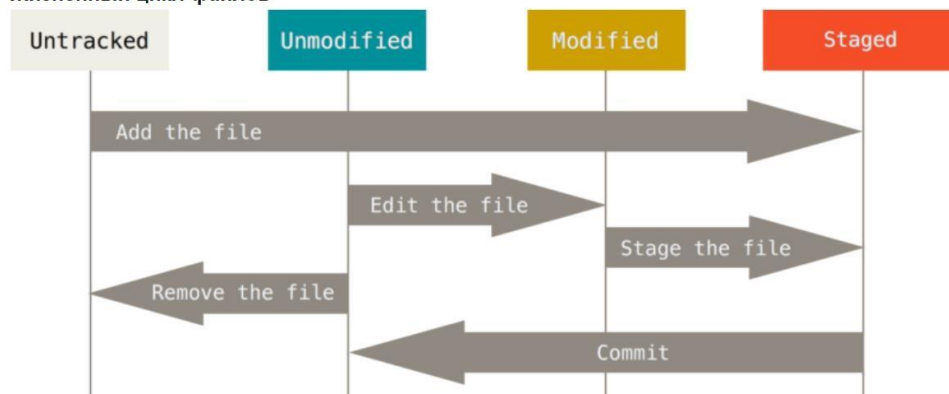 Untracked
Unmodified
Modified
Staged
Add the file
Edit the file
Stage the file
Remove the file
Commit